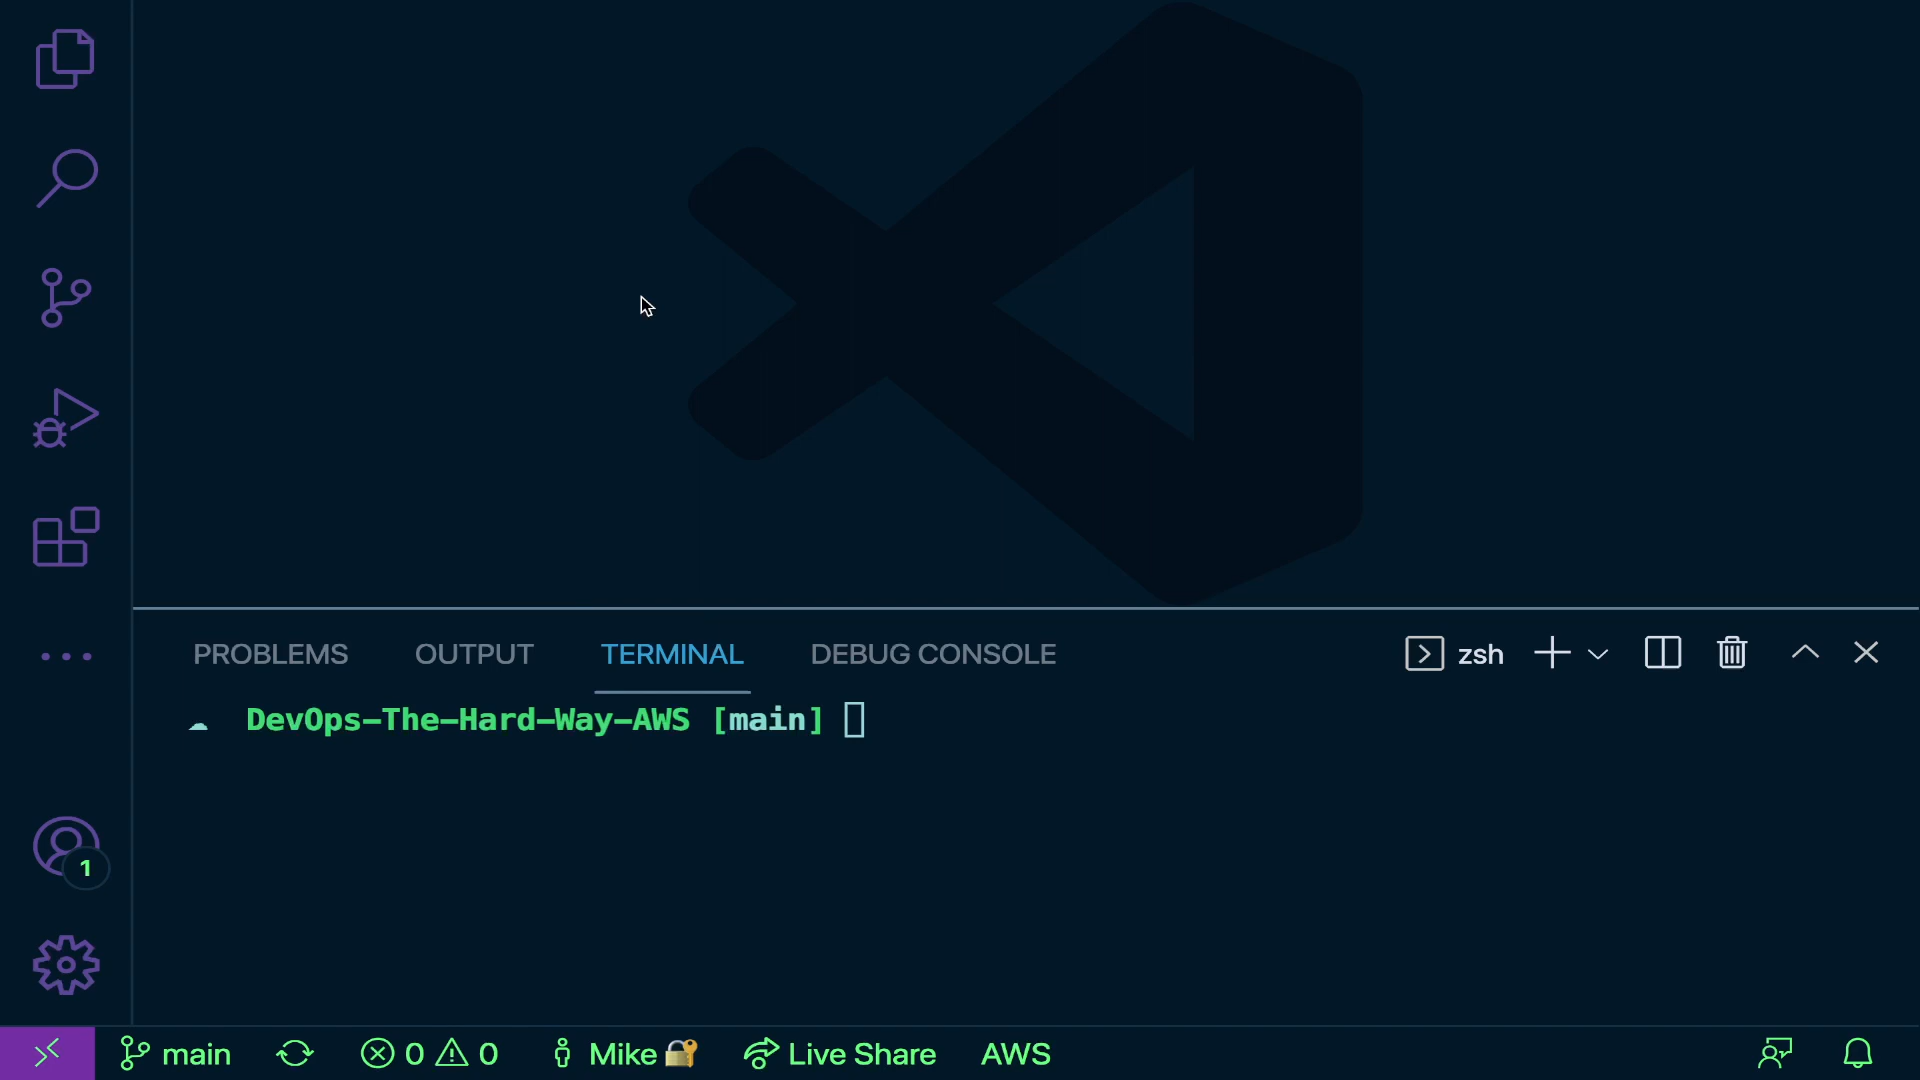 PROBLEMS OUTPUT TERMINAL DEBUG CONSOLE zsh
DevOps-The-Hard-Way-AWS [main]
1
main 0 0 Mike Live Share AWS